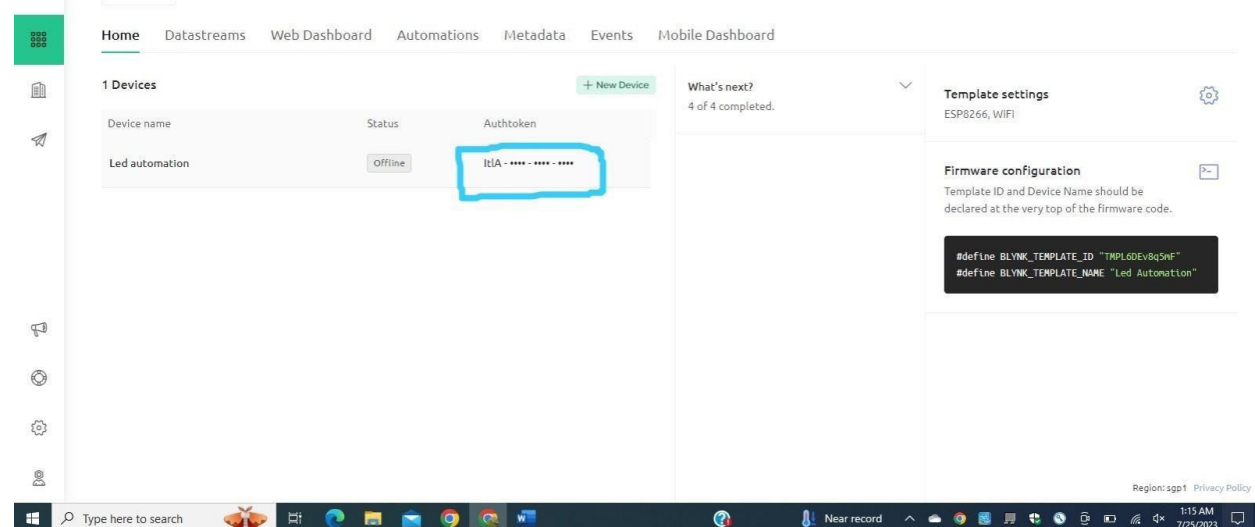 Home Datastreams Web Dashboard Automations Metadata Events Mobile Dashboard
1 Devices
+ New Device
Device name Status Authtoken
Led automation Offline ItlA - •••• - •••• - ••••
What's next?
4 of 4 completed.
Template settings
ESP8266, WiFi
Firmware configuration
Template ID and Device Name should be
declared at the very top of the firmware code.
#define BLYNK_TEMPLATE_ID "TMPL6DEv8q5mF"
#define BLYNK_TEMPLATE_NAME "Led Automation"
Region: sgp1 Privacy Policy
Type here to search
Near record
1:15 AM
7/25/2023